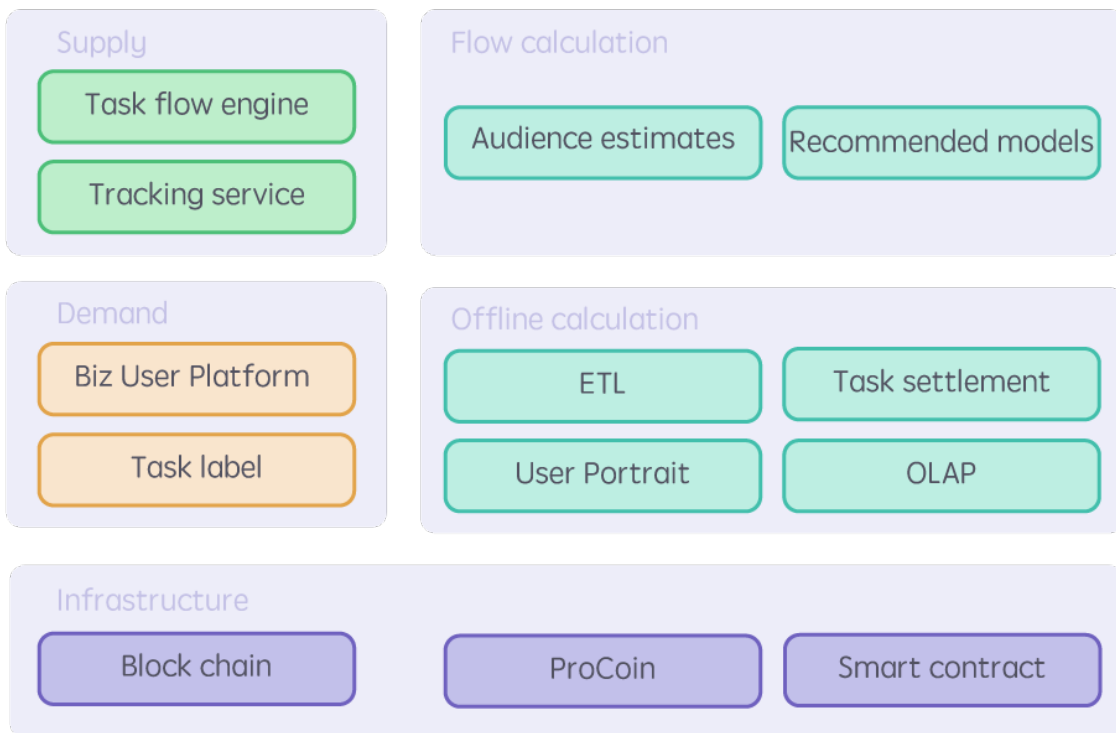 Supply
Task flow engine
Tracking service
Flow calculation
Audience estimates
Recommended models
Demand
Biz User Platform
Task label
Offline calculation
ETL
Task settlement
User Portrait
OLAP
Infrastructure
Block chain
ProCoin
Smart contract